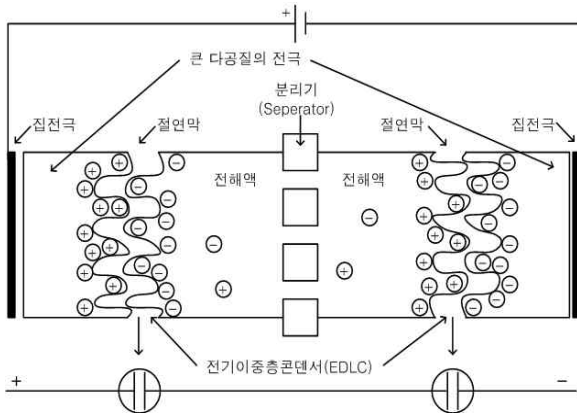 +
큰 다공질의 전극
분리기
(Seperator)
집전극
절연막
절연막
집전극
전해액
전해액
전기이중층콘덴서(EDLC)
+
−